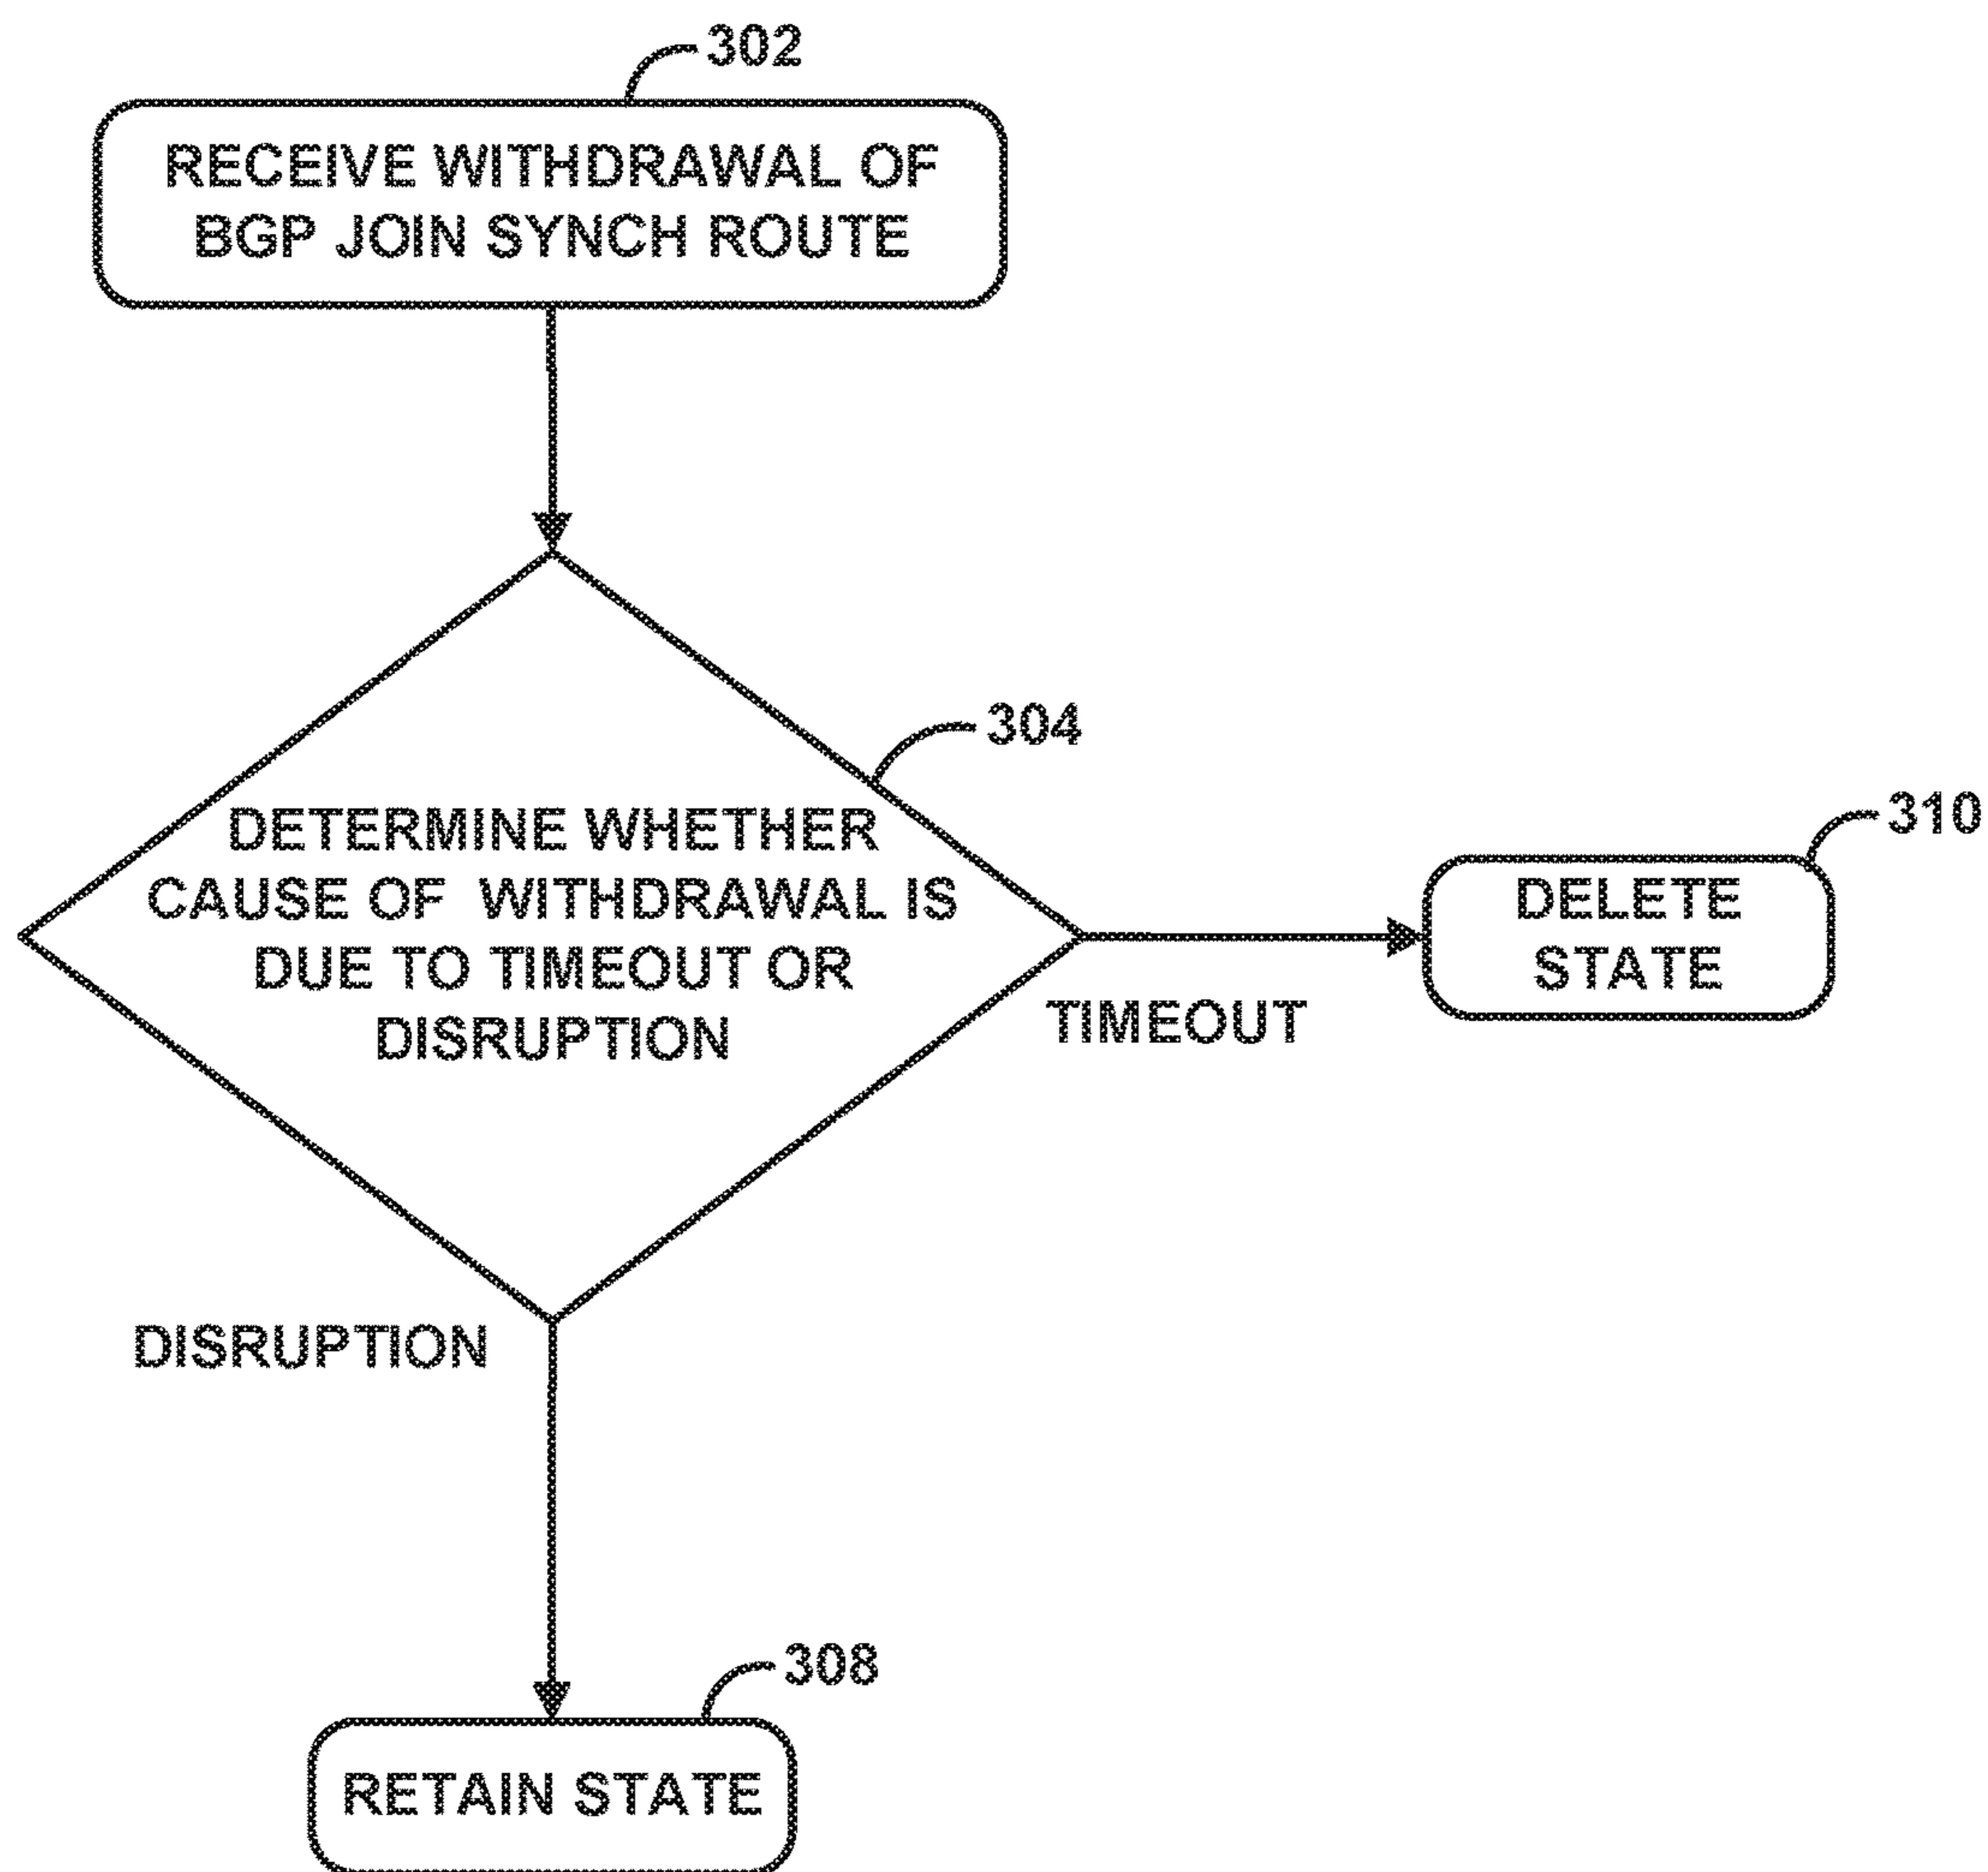 302
RECEIVE WITHDRAWAL OF
BGP JOIN SYNCH ROUTE
304
DETERMINE WHETHER
CAUSE OF WITHDRAWAL IS
DUE TO TIMEOUT OR
DISRUPTION
310
DELETE
STATE
TIMEOUT
DISRUPTION
308
RETAIN STATE